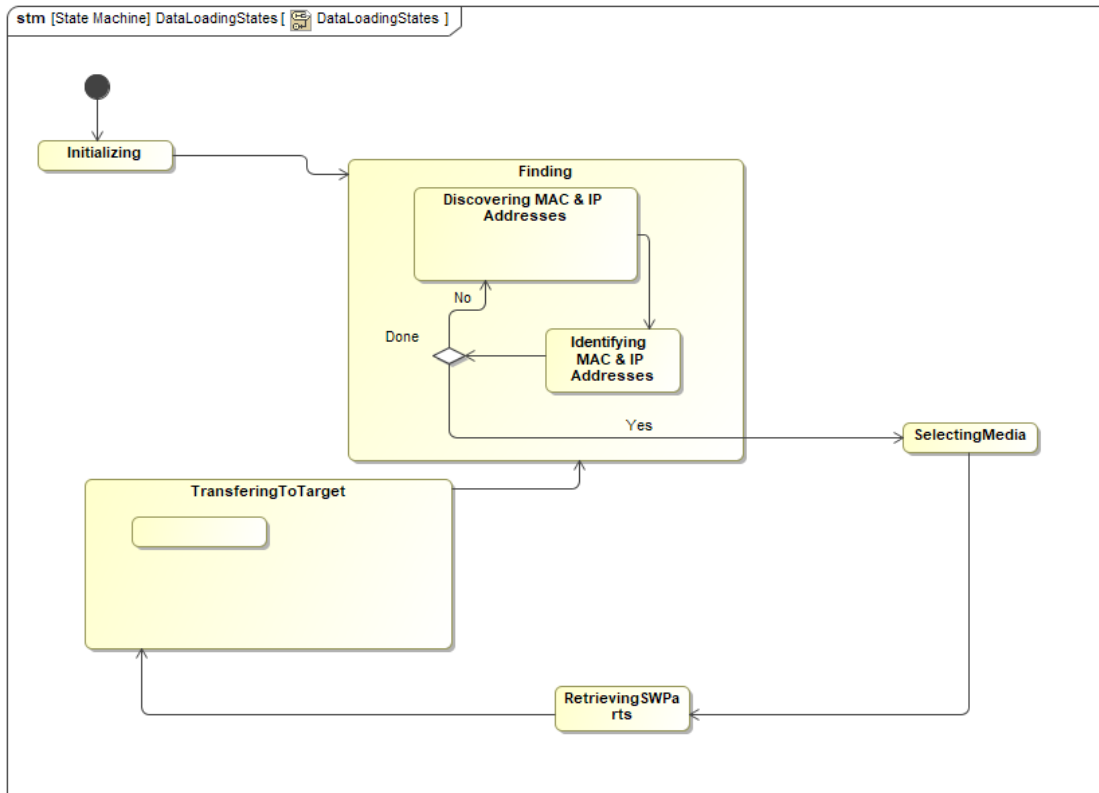 stm [State Machine] DataLoadingStates [ DataLoadingStates ]
Initializing
Finding
Discovering MAC & IP
Addresses
No
Done
Identifying
MAC & IP
Addresses
Yes
SelectingMedia
TransferingToTarget
RetrievingSWPa
rts